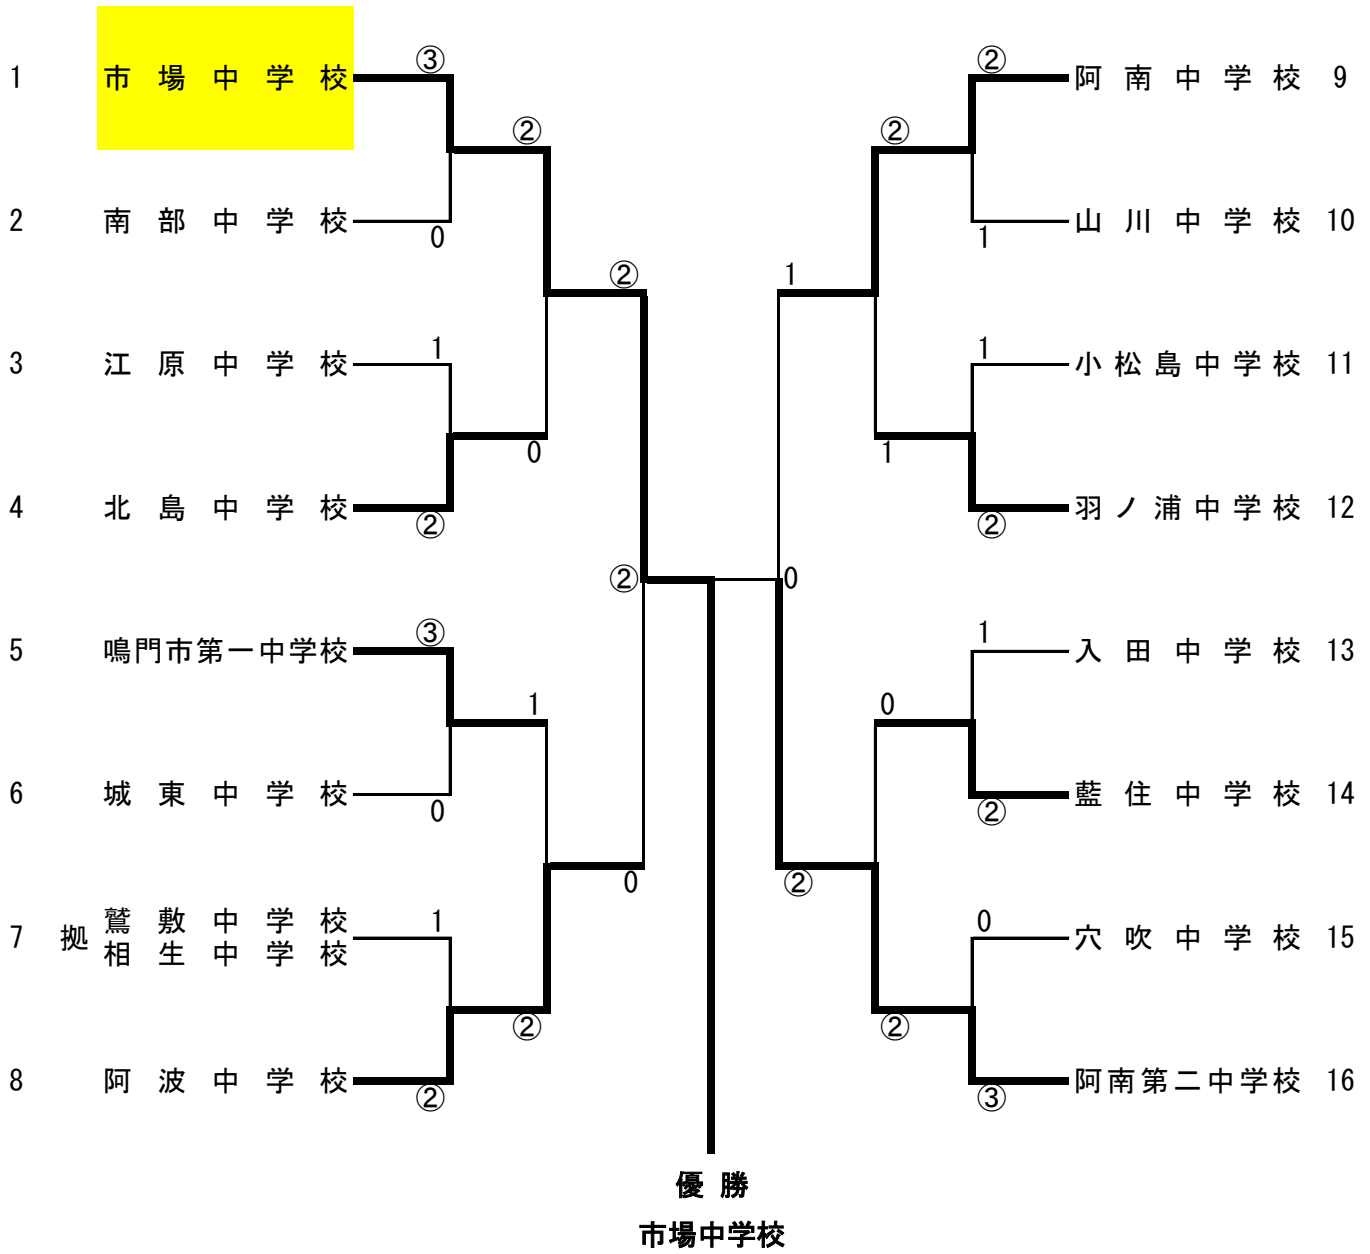 1 市場中学校 ③ ② 阿南中学校 9
② ②
2 南部中学校 0 1 山川中学校 10
② 1
3 江原中学校 1 1 小松島中学校 11
0 1
4 北島中学校 ② ② 羽ノ浦中学校 12
② 0
5 鳴門市第一中学校 ③ 1 入田中学校 13
1 0
6 城東中学校 0 ② 藍住中学校 14
0 ②
7 拠 鷲敷中学校 1 0 穴吹中学校 15
相生中学校
② ②
8 阿波中学校 ② ③ 阿南第二中学校 16
優勝
市場中学校